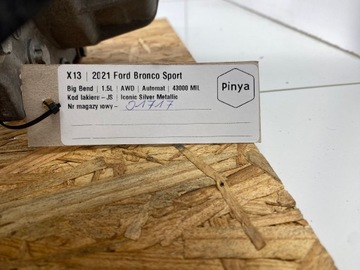 X13 | 2021 Ford Bronco Sport
Big Bend | 1.5L | AWD | Automat | 43000 MIL
Kod lakieru – JS | Iconic Silver Metallic
Nr magazynowy – 01717
Pinya